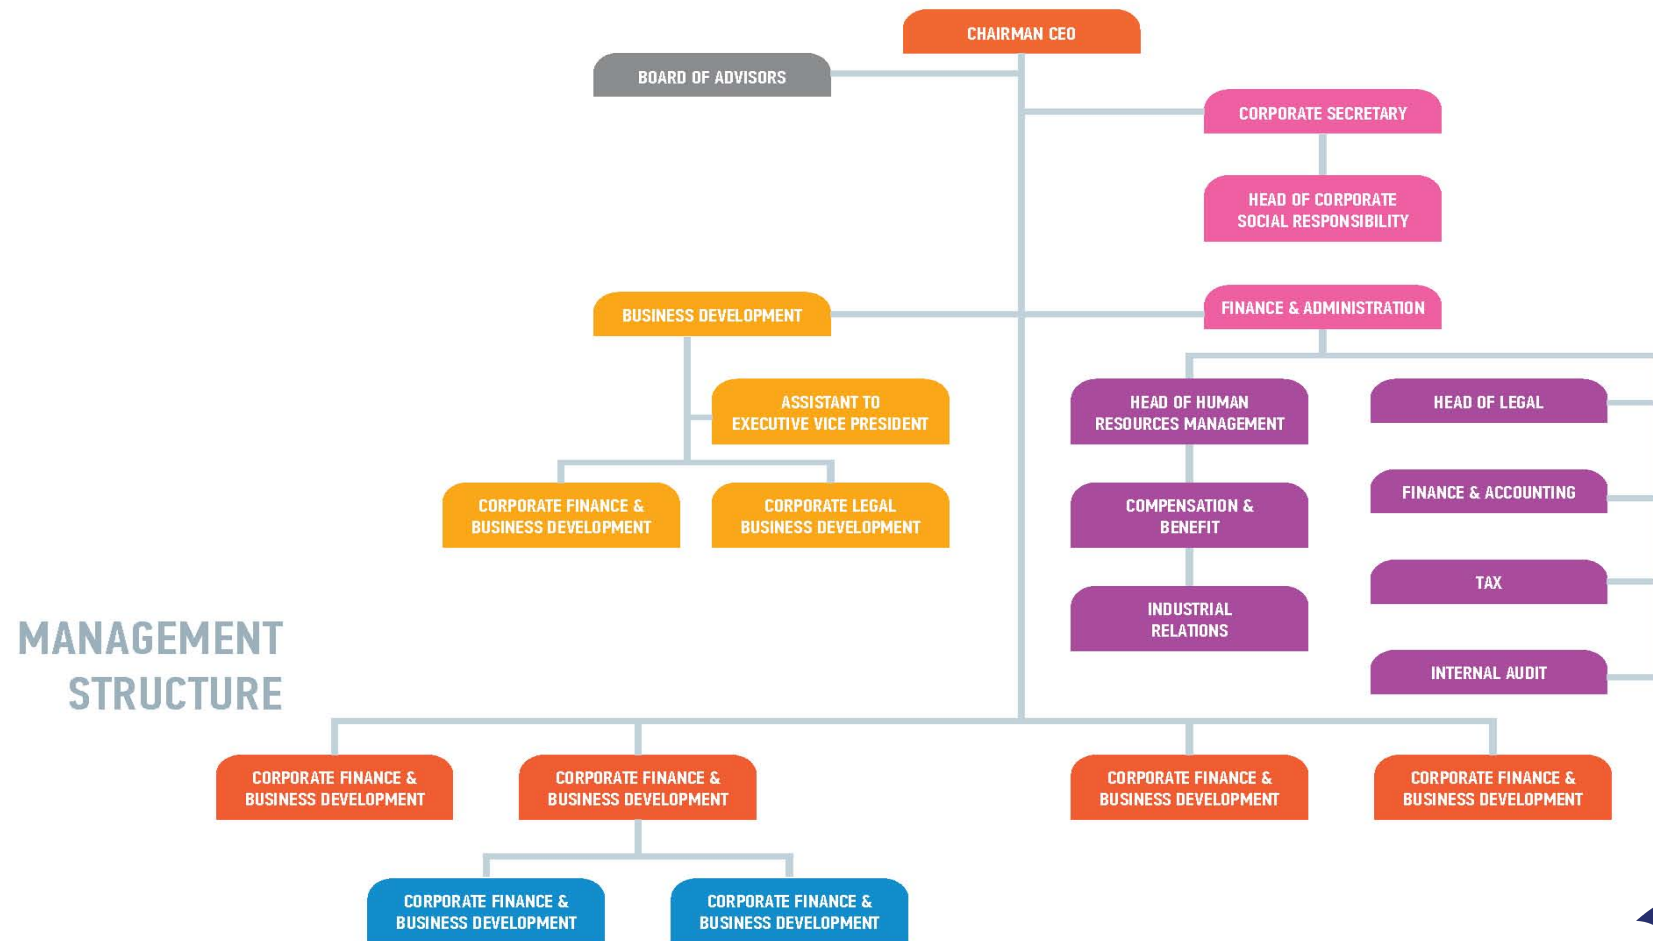 CHAIRMAN CEO
BOARD OF ADVISORS
CORPORATE SECRETARY
HEAD OF CORPORATE
SOCIAL RESPONSIBILITY
BUSINESS DEVELOPMENT
FINANCE & ADMINISTRATION
ASSISTANT TO
EXECUTIVE VICE PRESIDENT
HEAD OF HUMAN
RESOURCES MANAGEMENT
HEAD OF LEGAL
CORPORATE FINANCE &
BUSINESS DEVELOPMENT
CORPORATE LEGAL
BUSINESS DEVELOPMENT
COMPENSATION &
BENEFIT
FINANCE & ACCOUNTING
TAX
INDUSTRIAL
RELATIONS
INTERNAL AUDIT
MANAGEMENT
STRUCTURE
CORPORATE FINANCE &
BUSINESS DEVELOPMENT
CORPORATE FINANCE &
BUSINESS DEVELOPMENT
CORPORATE FINANCE &
BUSINESS DEVELOPMENT
CORPORATE FINANCE &
BUSINESS DEVELOPMENT
CORPORATE FINANCE &
BUSINESS DEVELOPMENT
CORPORATE FINANCE &
BUSINESS DEVELOPMENT